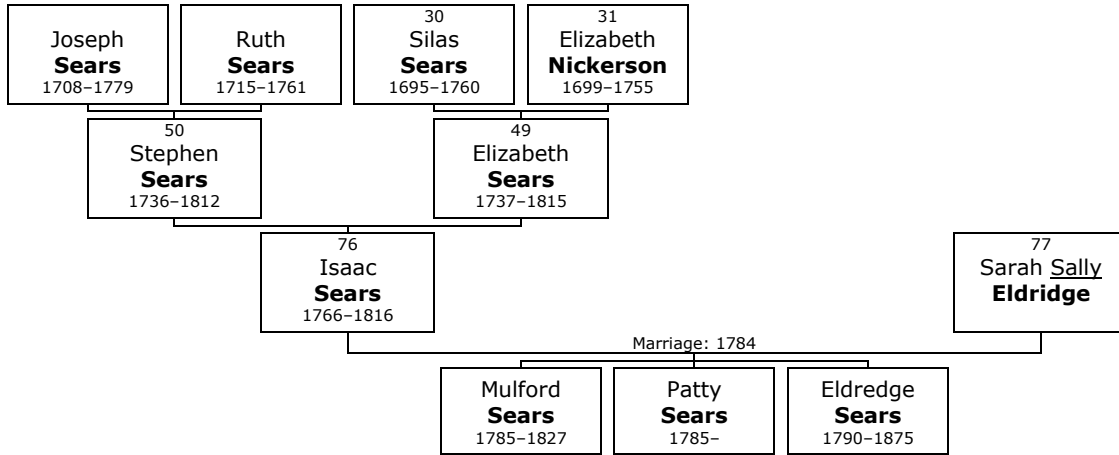 Joseph
Sears
1708–1779
Ruth
Sears
1715–1761
30
Silas
Sears
1695–1760
31
Elizabeth
Nickerson
1699–1755
50
Stephen
Sears
1736–1812
49
Elizabeth
Sears
1737–1815
76
Isaac
Sears
1766–1816
77
Sarah Sally
Eldridge
Marriage: 1784
Mulford
Sears
1785–1827
Patty
Sears
1785–
Eldredge
Sears
1790–1875